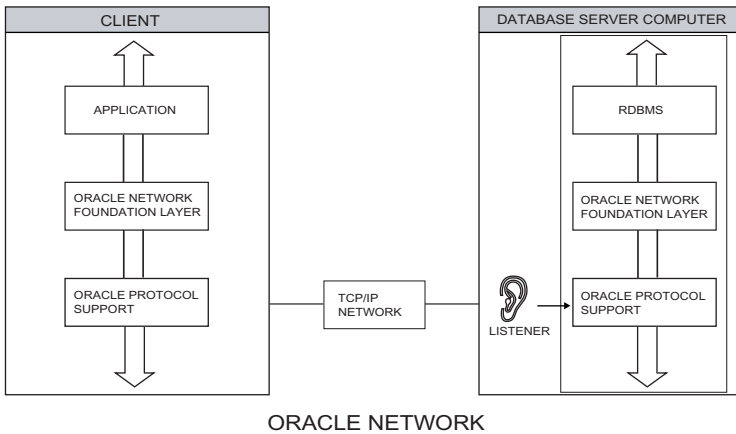 CLIENT
APPLICATION
ORACLE NETWORK
FOUNDATION LAYER
ORACLE PROTOCOL
SUPPORT
TCP/IP
NETWORK
DATABASE SERVER COMPUTER
RDBMS
ORACLE NETWORK
FOUNDATION LAYER
LISTENER
ORACLE PROTOCOL
SUPPORT
ORACLE NETWORK